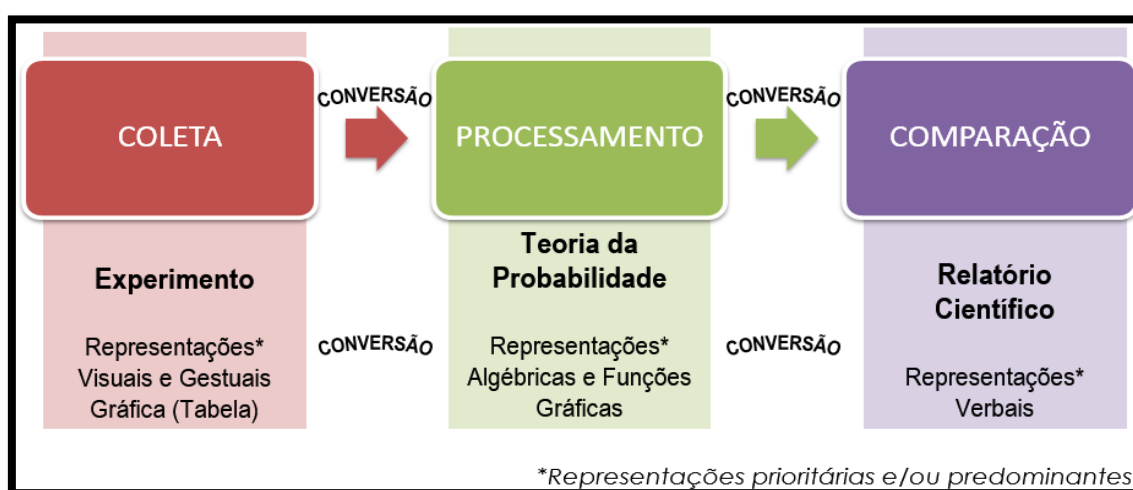 COLETA
CONVERSÃO
PROCESSAMENTO
CONVERSÃO
COMPARAÇÃO
Experimento
Representações*
Visuais e Gestuais
Gráfica (Tabela)
CONVERSÃO
Teoria da
Probabilidade
Representações*
Algébricas e Funções
Gráficas
CONVERSÃO
Relatório
Científico
Representações*
Verbais
*Representações prioritárias e/ou predominantes